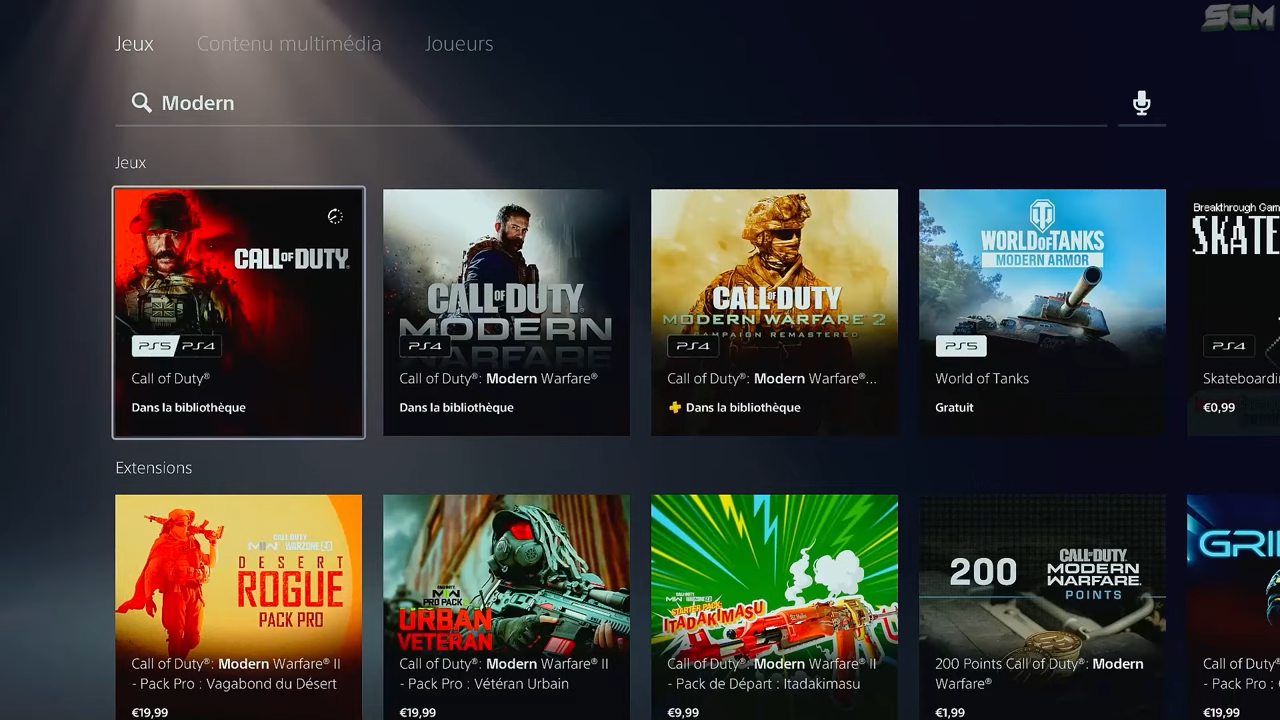 SCM
Jeux Contenu multimédia Joueurs
Modern
Jeux
CALL OF DUTY.
PS5 PS4
Call of Duty®
Dans la bibliothèque
CALL OF DUTY
MODERN
WARFARE
PS4
Call of Duty®: Modern Warfare®
Dans la bibliothèque
CALL OF DUTY
MODERN WARFARE 2
CAMPAIGN REMASTERED
PS4
Call of Duty®: Modern Warfare®...
Dans la bibliothèque
WORLD OF TANKS
MODERN ARMOR
PS5
World of Tanks
Gratuit
Breakthrough Gam
SKATE
PS4
Skateboardi
€0,99
Extensions
CALL OF DUTY
MWII WARZONE 2.0
DESERT
ROGUE
PACK PRO
Call of Duty®: Modern Warfare® II
- Pack Pro : Vagabond du Désert
€19,99
CALL OF DUTY
MWII
PRO PACK
URBAN
VETERAN
Call of Duty®: Modern Warfare® II
- Pack Pro : Vétéran Urbain
€19,99
CALL OF DUTY
MWII WARZONE 2.0
STARTER PACK
ITADAKIMASU
Call of Duty®: Modern Warfare® II
- Pack de Départ : Itadakimasu
€9,99
200
CALL OF DUTY
MODERN
WARFARE
POINTS
200 Points Call of Duty®: Modern
Warfare®
€1,99
GRI
Call of Duty®
- Pack Pro :
€19,99